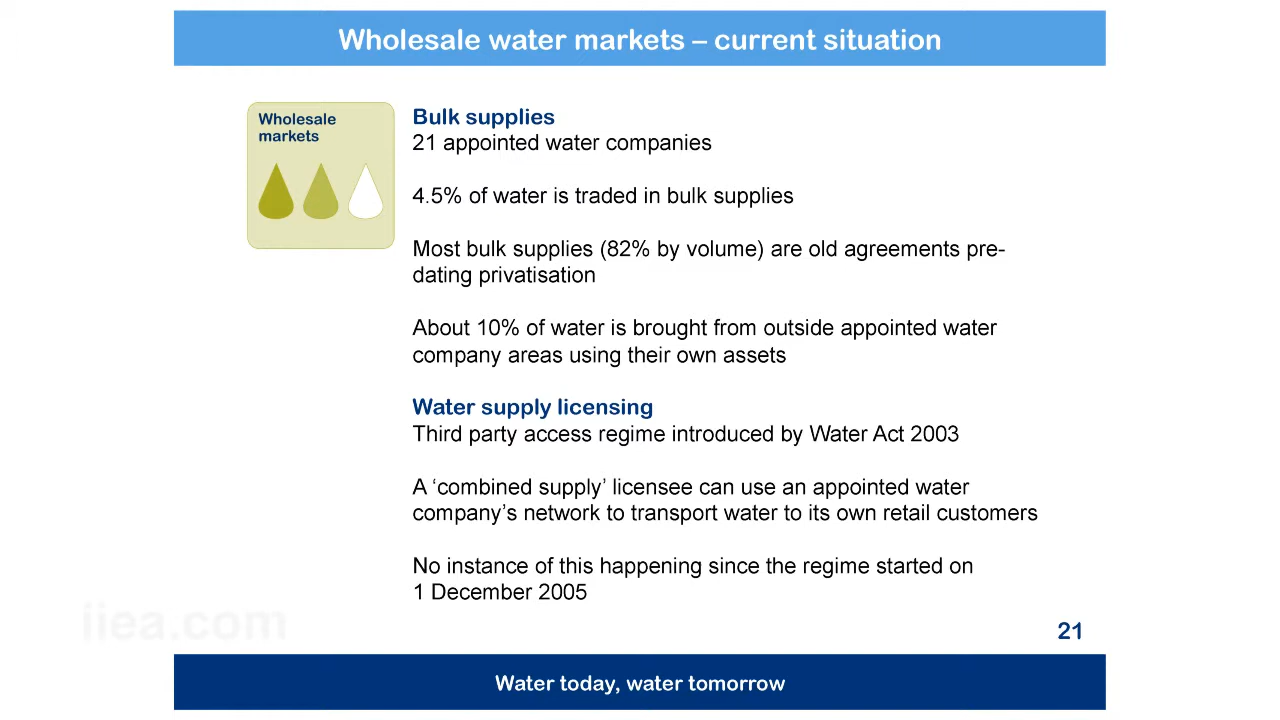 Wholesale water markets – current situation
Wholesale
markets
Bulk supplies
21 appointed water companies
4.5% of water is traded in bulk supplies
Most bulk supplies (82% by volume) are old agreements pre-
dating privatisation
About 10% of water is brought from outside appointed water
company areas using their own assets
Water supply licensing
Third party access regime introduced by Water Act 2003
A ‘combined supply’ licensee can use an appointed water
company’s network to transport water to its own retail customers
No instance of this happening since the regime started on
1 December 2005
iiea.com
21
Water today, water tomorrow